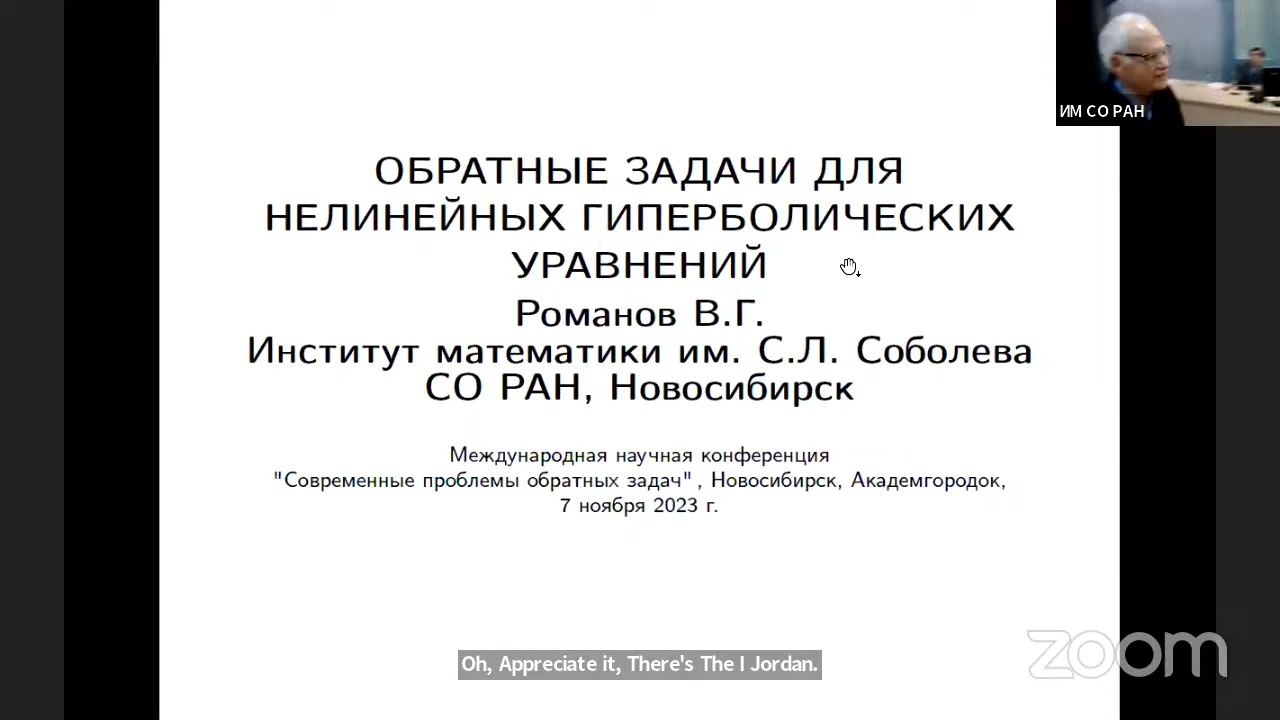 ИМ СО РАН
ОБРАТНЫЕ ЗАДАЧИ ДЛЯ
НЕЛИНЕЙНЫХ ГИПЕРБОЛИЧЕСКИХ
УРАВНЕНИЙ
Романов В.Г.
Институт математики им. С.Л. Соболева
СО РАН, Новосибирск
Международная научная конференция
"Современные проблемы обратных задач", Новосибирск, Академгородок,
7 ноября 2023 г.
Oh, Appreciate it, There's The I Jordan.
zoom